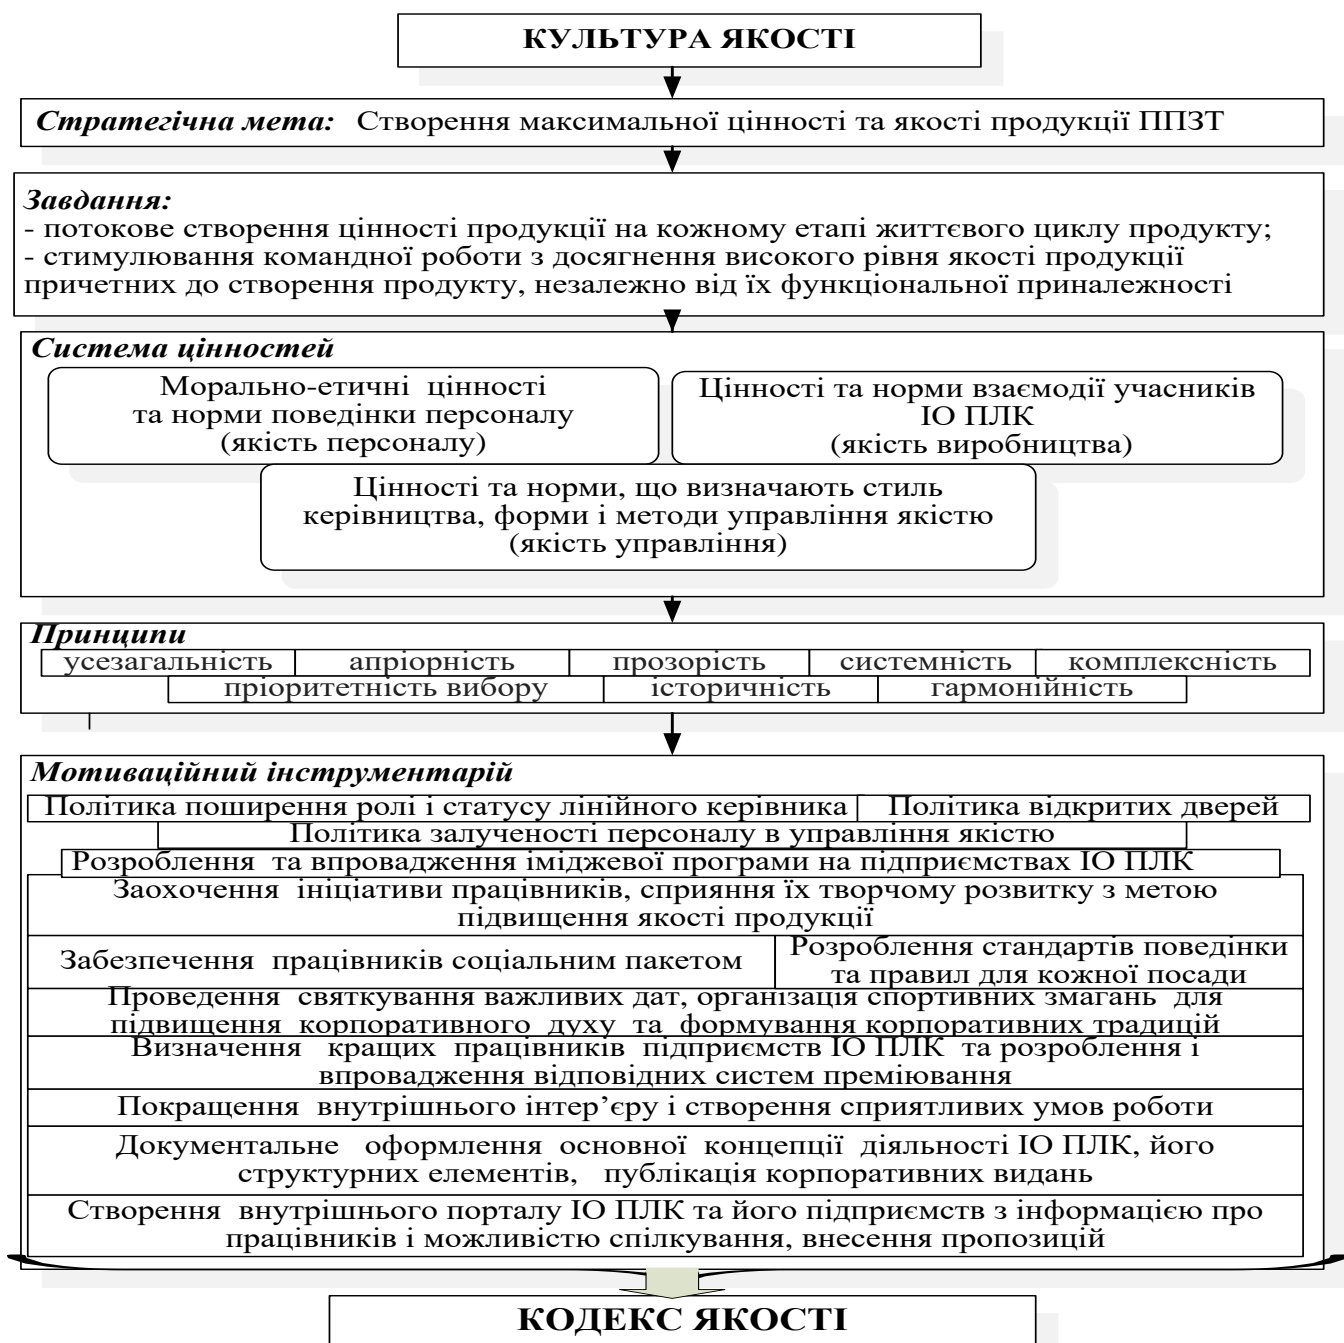 КУЛЬТУРА ЯКОСТІ
Стратегічна мета: Створення максимальної цінності та якості продукції ППЗТ
Завдання:
- потокове створення цінності продукції на кожному етапі життєвого циклу продукту;
- стимулювання командної роботи з досягнення високого рівня якості продукції
причетних до створення продукту, незалежно від їх функціональної приналежності
Система цінностей
Морально-етичні цінності
та норми поведінки персоналу
(якість персоналу)
Цінності та норми взаємодії учасників
ІО ПЛК
(якість виробництва)
Цінності та норми, що визначають стиль
керівництва, форми і методи управління якістю
(якість управління)
Принципи
усезагальність апріорність прозорість системність комплексність
пріоритетність вибору історичність гармонійність
Мотиваційний інструментарій
Політика поширення ролі і статусу лінійного керівника Політика відкритих дверей
Політика залученості персоналу в управління якістю
Розроблення та впровадження іміджевої програми на підприємствах ІО ПЛК
Заохочення ініціативи працівників, сприяння їх творчому розвитку з метою
підвищення якості продукції
Забезпечення працівників соціальним пакетом
Розроблення стандартів поведінки
та правил для кожної посади
Проведення святкування важливих дат, організація спортивних змагань для
підвищення корпоративного духу та формування корпоративних традицій
Визначення кращих працівників підприємств ІО ПЛК та розроблення і
впровадження відповідних систем преміювання
Покращення внутрішнього інтер’єру і створення сприятливих умов роботи
Документальне оформлення основної концепції діяльності ІО ПЛК, його
структурних елементів, публікація корпоративних видань
Створення внутрішнього порталу ІО ПЛК та його підприємств з інформацією про
працівників і можливістю спілкування, внесення пропозицій
КОДЕКС ЯКОСТІ